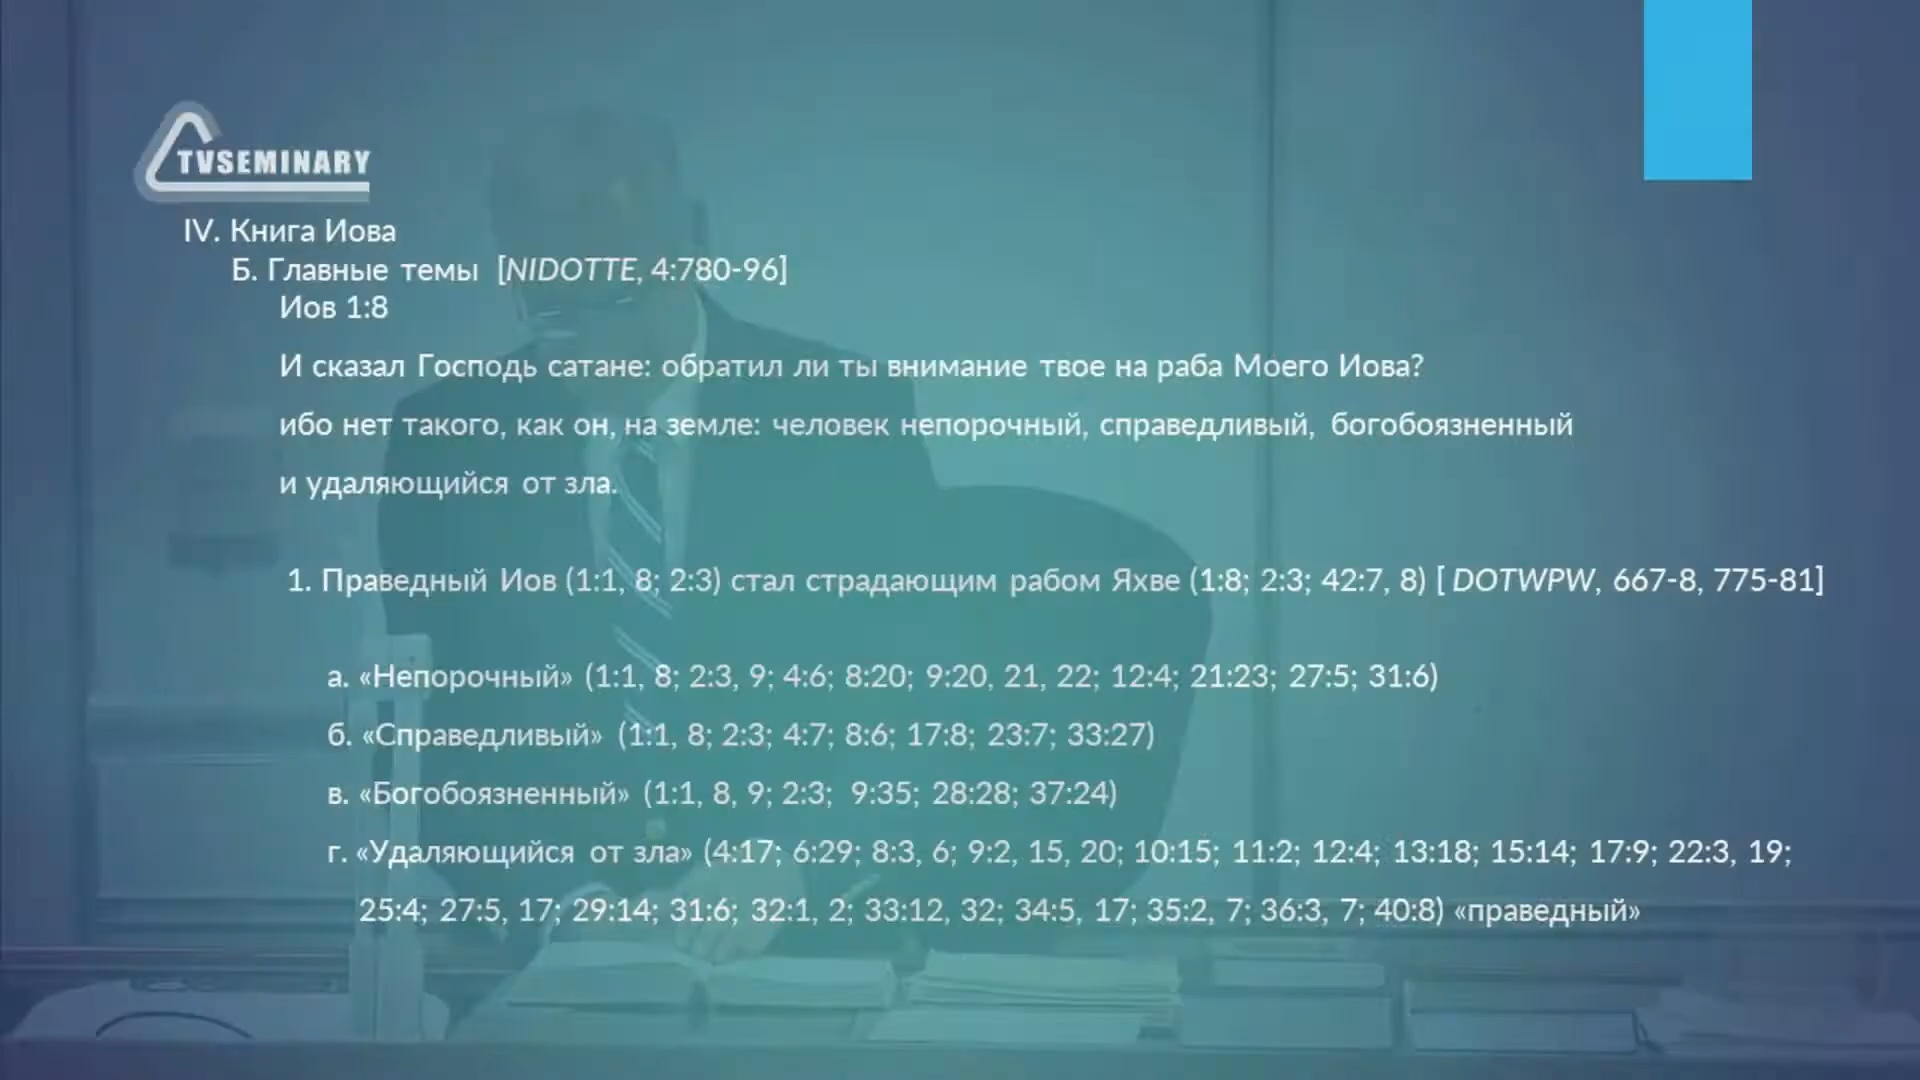 TVSEMINARY
IV. Книга Иова
Б. Главные темы [NIDOTTE, 4:780-96]
Иов 1:8
И сказал Господь сатане: обратил ли ты внимание твое на раба Моего Иова?
ибо нет такого, как он, на земле: человек непорочный, справедливый, богобоязненный
и удаляющийся от зла.
1. Праведный Иов (1:1, 8; 2:3) стал страдающим рабом Яхве (1:8; 2:3; 42:7, 8) [ DOTWPW, 667-8, 775-81]
а. «Непорочный» (1:1, 8; 2:3, 9; 4:6; 8:20; 9:20, 21, 22; 12:4; 21:23; 27:5; 31:6)
б. «Справедливый» (1:1, 8; 2:3; 4:7; 8:6; 17:8; 23:7; 33:27)
в. «Богобоязненный» (1:1, 8, 9; 2:3; 9:35; 28:28; 37:24)
г. «Удаляющийся от зла» (4:17; 6:29; 8:3, 6; 9:2, 15, 20; 10:15; 11:2; 12:4; 13:18; 15:14; 17:9; 22:3, 19;
25:4; 27:5, 17; 29:14; 31:6; 32:1, 2; 33:12, 32; 34:5, 17; 35:2, 7; 36:3, 7; 40:8) «праведный»